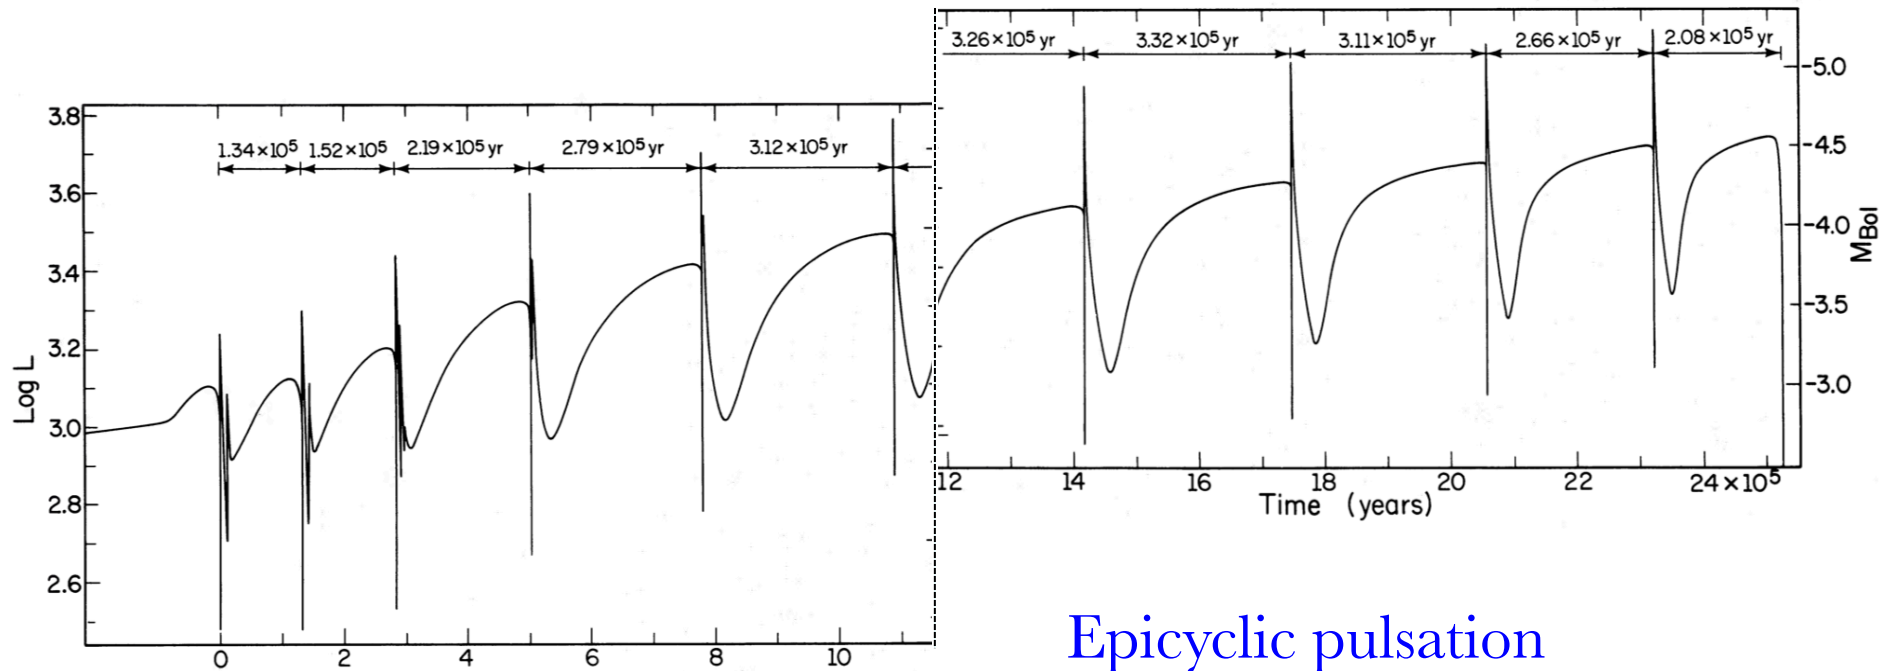 3.26×10⁵ yr 3.32×10⁵ yr 3.11×10⁵ yr 2.66×10⁵ yr 2.08×10⁵ yr
1.34×10⁵ 1.52×10⁵ 2.19×10⁵ yr 2.79×10⁵ yr 3.12×10⁵ yr
3.8
3.6
3.4
3.2
3.0
2.8
2.6
Log L
0 2 4 6 8 10
-5.0
-4.5
-4.0
-3.5
-3.0
M_Bol
12 14 16 18 20 22 24×10⁵
Time (years)
Epicyclic pulsation